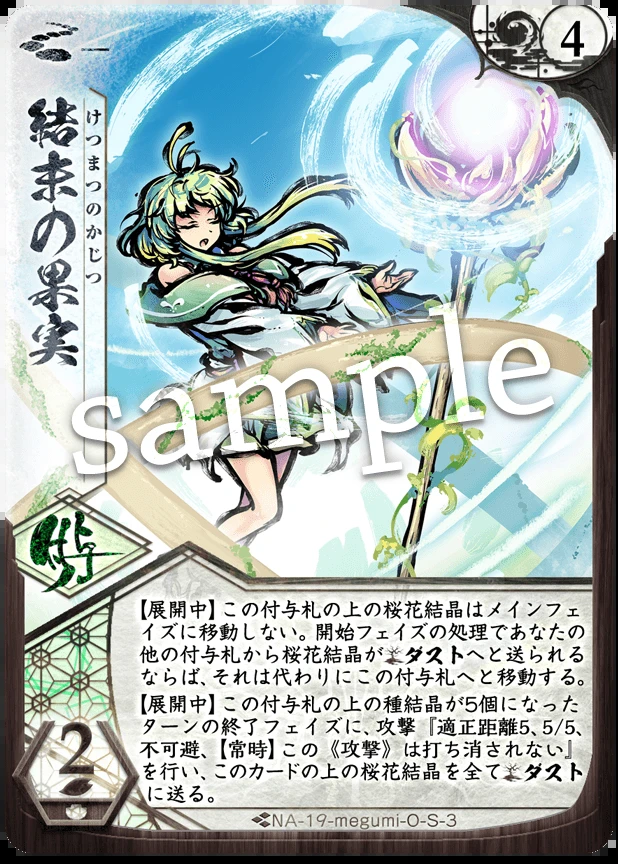 4
結末の果実
けつまつのかじつ
sample
【展開中】この付与札の上の桜花結晶はメインフェ
イズに移動しない。開始フェイズの処理であなたの
他の付与札から桜花結晶がダストへと送られる
ならば、それは代わりにこの付与札へと移動する。
【展開中】この付与札の上の種結晶が5個になった
ターンの終了フェイズに、攻撃『適正距離5、5/5、
不可避、【常時】この《攻撃》は打ち消されない』
を行い、このカードの上の桜花結晶を全てダスト
に送る。
2
NA-19-megumi-O-S-3